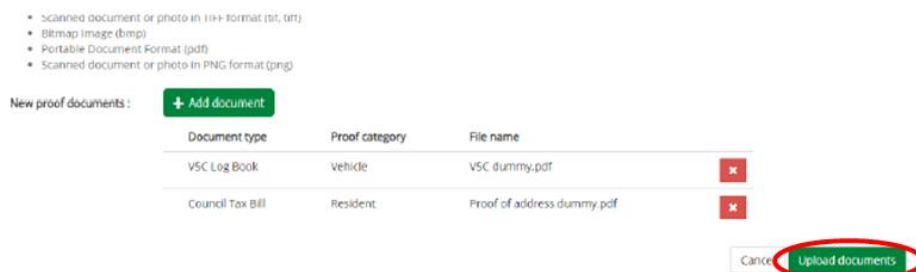 Scanned document or photo in TIFF format (tif, tiff)
Bitmap Image (bmp)
Portable Document Format (pdf)
Scanned document or photo in PNG format (png)
New proof documents :
+ Add document
Document type Proof category File name
V5C Log Book Vehicle V5C dummy.pdf
Council Tax Bill Resident Proof of address dummy.pdf
Cance Upload documents